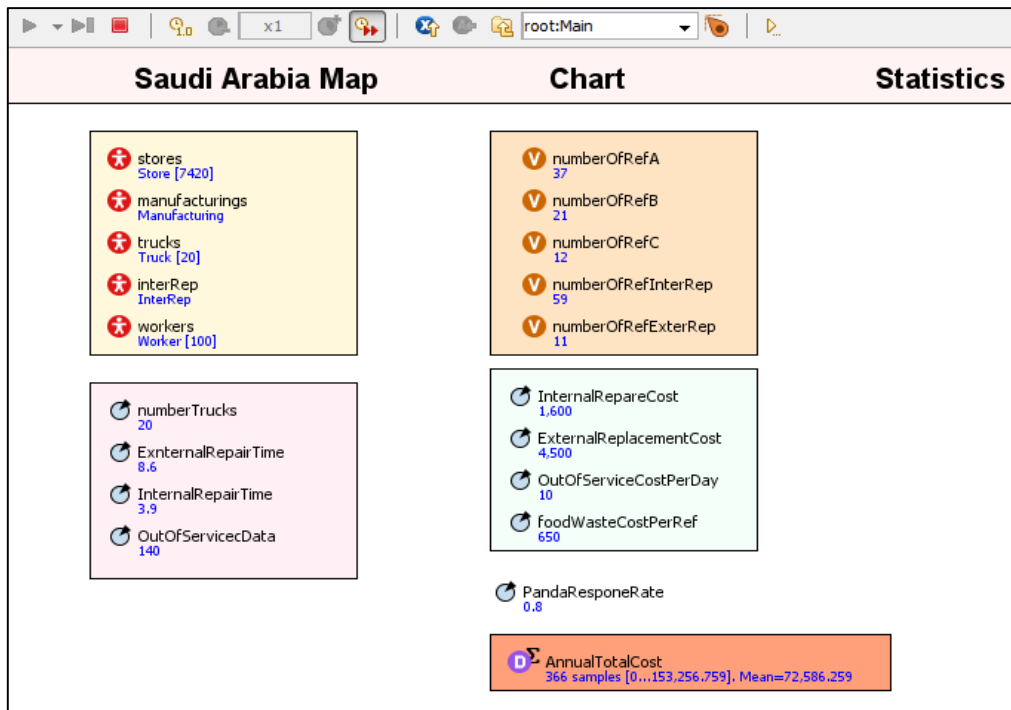 1.0
x1
root:Main
Saudi Arabia Map Chart Statistics
stores
Store [7420]
manufacturings
Manufacturing
trucks
Truck [20]
interRep
InterRep
workers
Worker [100]
V numberOfRefA
37
V numberOfRefB
21
V numberOfRefC
12
V numberOfRefInterRep
59
V numberOfRefExterRep
11
numberTrucks
20
ExnternalRepairTime
8.6
InternalRepairTime
3.9
OutOfServicecData
140
InternalRepareCost
1,600
ExternalReplacementCost
4,500
OutOfServiceCostPerDay
10
foodWasteCostPerRef
650
PandaResponeRate
0.8
D Σ AnnualTotalCost
366 samples [0...153,256.759]. Mean=72,586.259